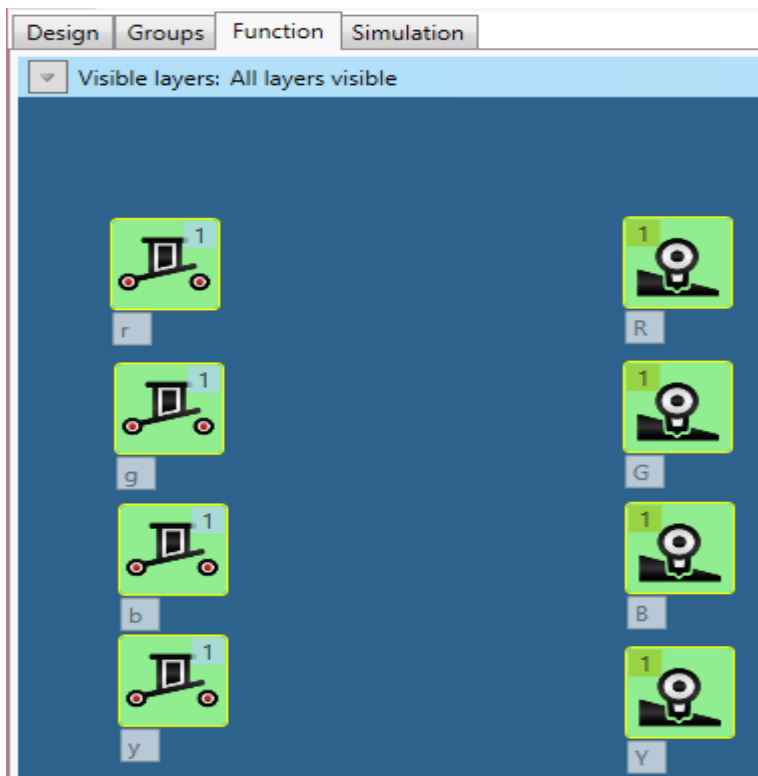 Design Groups Function Simulation
Visible layers: All layers visible
1 1
r R
1 1
g G
1 1
b B
1 1
y Y